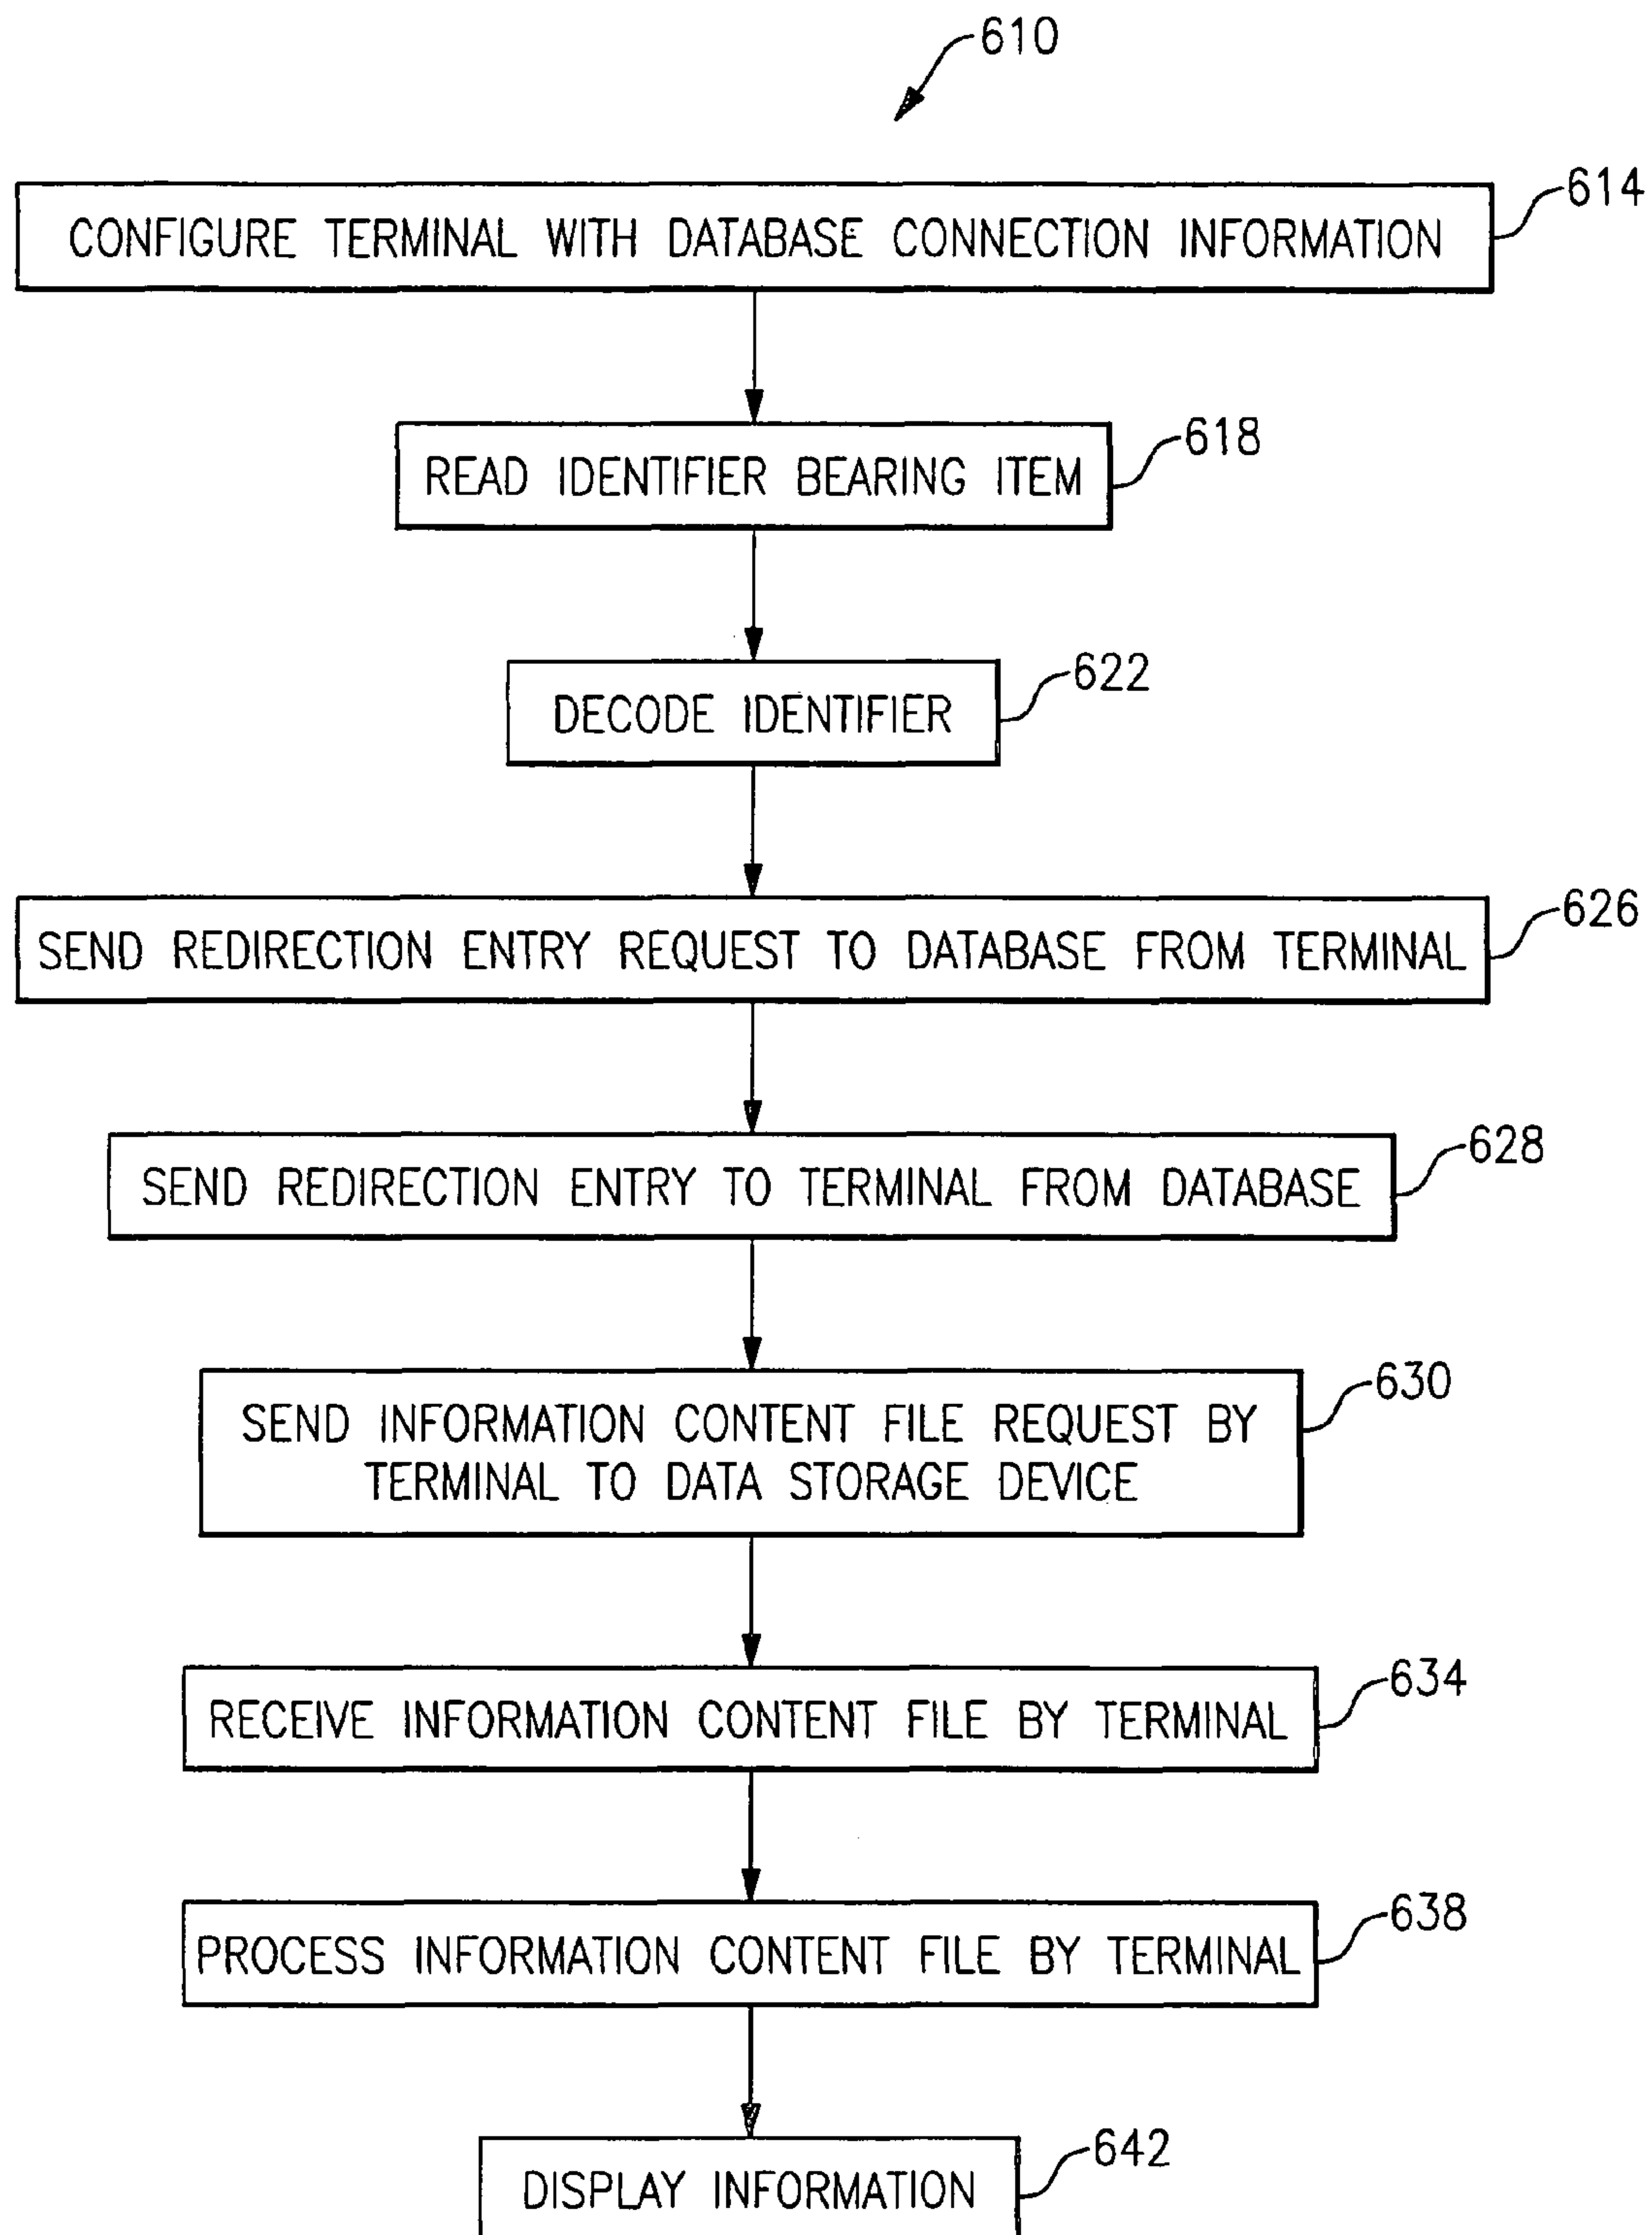 610
CONFIGURE TERMINAL WITH DATABASE CONNECTION INFORMATION
614
READ IDENTIFIER BEARING ITEM
618
DECODE IDENTIFIER
622
SEND REDIRECTION ENTRY REQUEST TO DATABASE FROM TERMINAL
626
SEND REDIRECTION ENTRY TO TERMINAL FROM DATABASE
628
SEND INFORMATION CONTENT FILE REQUEST BY
TERMINAL TO DATA STORAGE DEVICE
630
RECEIVE INFORMATION CONTENT FILE BY TERMINAL
634
PROCESS INFORMATION CONTENT FILE BY TERMINAL
638
DISPLAY INFORMATION
642